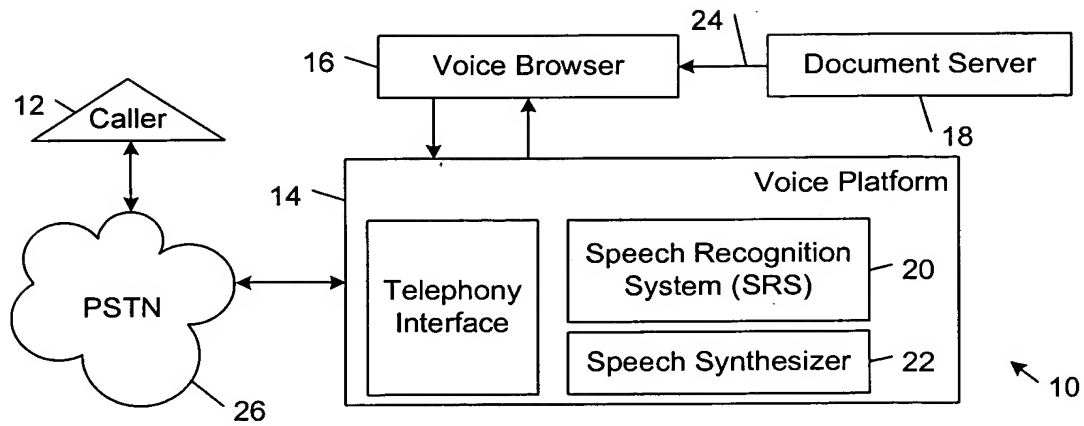 24
16
Voice Browser
Document Server
12
Caller
18
14
Voice Platform
Speech Recognition
System (SRS)
20
PSTN
Telephony
Interface
Speech Synthesizer
22
10
26